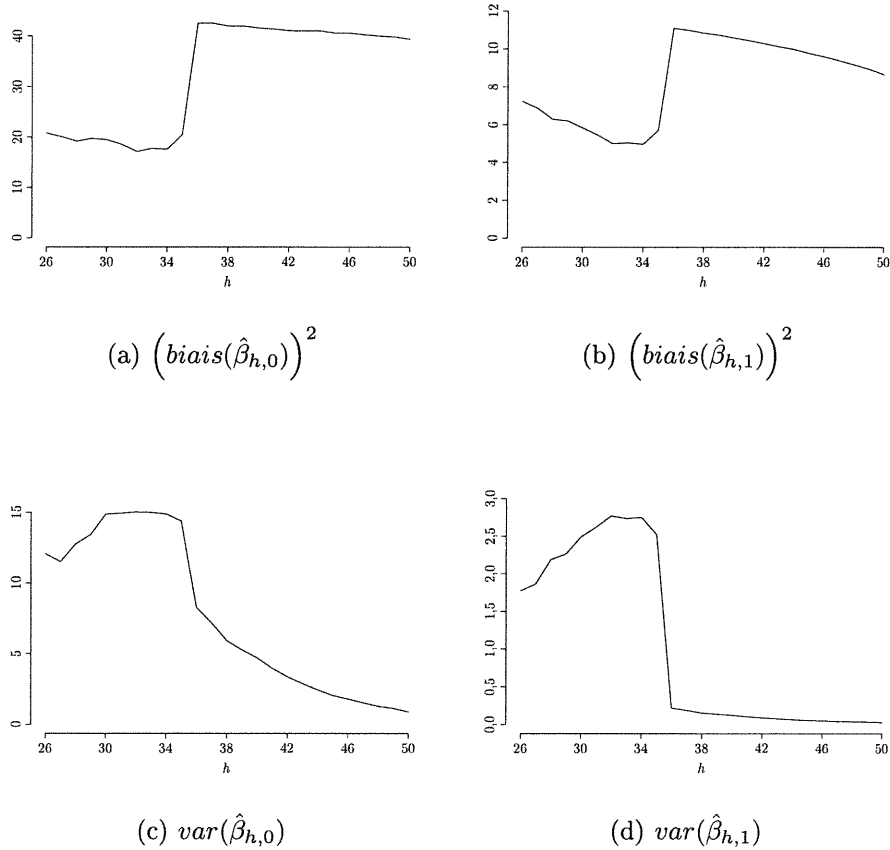 0 10 20 30 40
26 30 34 38 42 46 50
h
(a) (biais(β̂h,0))²
0 2 4 6 8 10 12
26 30 34 38 42 46 50
h
(b) (biais(β̂h,1))²
0 5 10 15
26 30 34 38 42 46 50
h
(c) var(β̂h,0)
0,0 0,5 1,0 1,5 2,0 2,5 3,0
26 30 34 38 42 46 50
h
(d) var(β̂h,1)